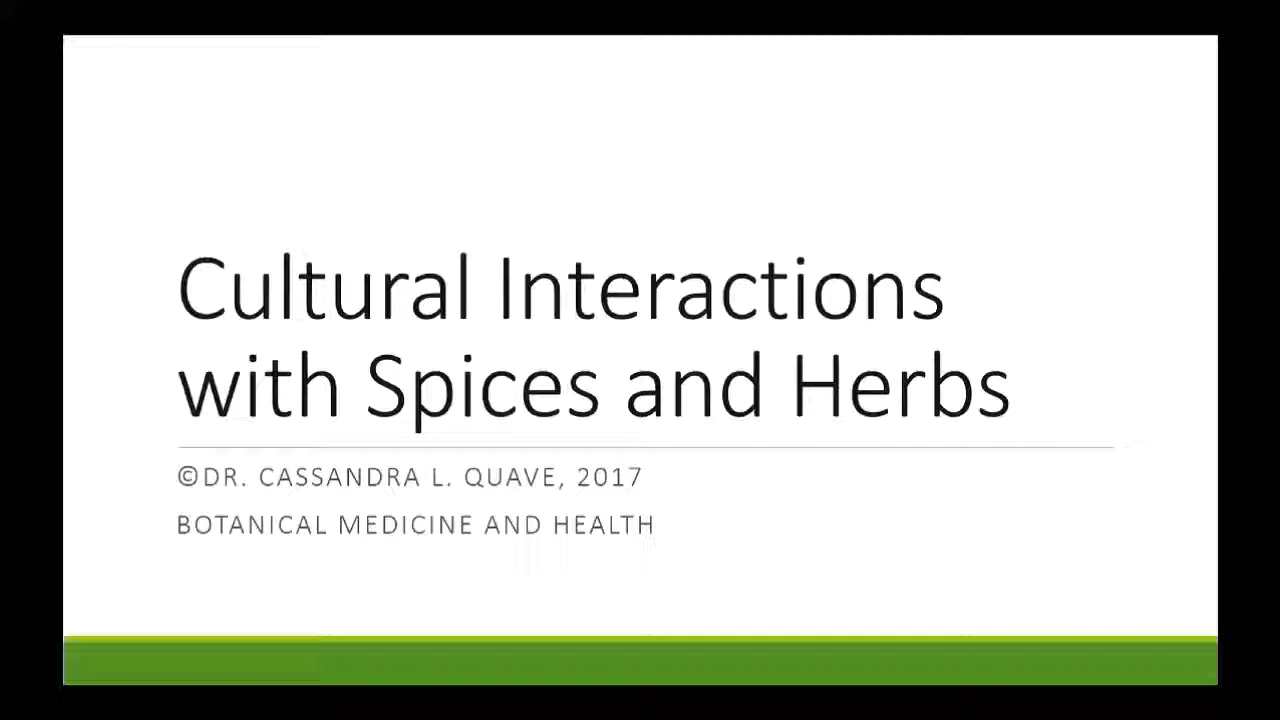 Cultural Interactions
with Spices and Herbs
©DR. CASSANDRA L. QUAVE, 2017
BOTANICAL MEDICINE AND HEALTH